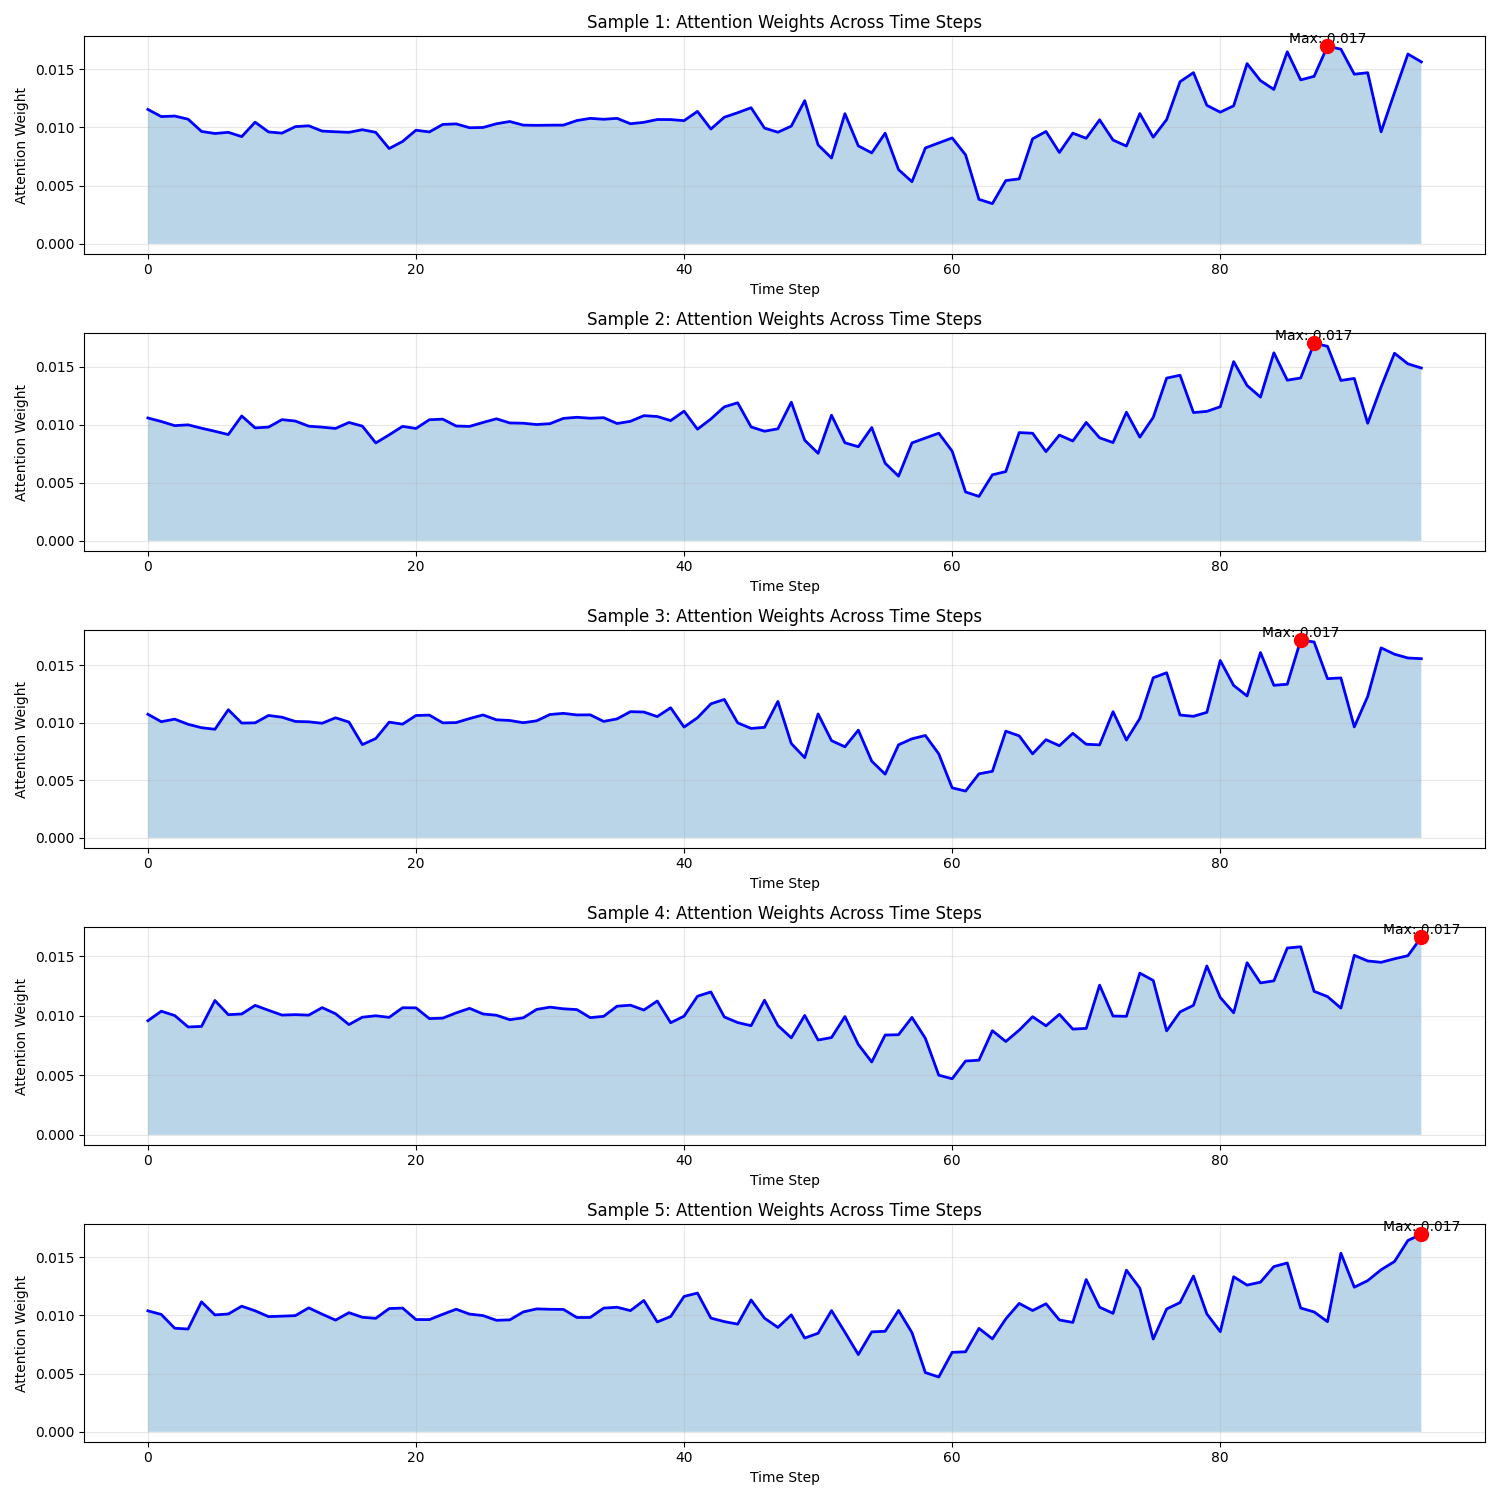 Sample 1: Attention Weights Across Time Steps
Max: 0.017
Attention Weight
0.015
0.010
0.005
0.000
0 20 40 60 80
Time Step
Sample 2: Attention Weights Across Time Steps
Max: 0.017
Attention Weight
0.015
0.010
0.005
0.000
0 20 40 60 80
Time Step
Sample 3: Attention Weights Across Time Steps
Max: 0.017
Attention Weight
0.015
0.010
0.005
0.000
0 20 40 60 80
Time Step
Sample 4: Attention Weights Across Time Steps
Max: 0.017
Attention Weight
0.015
0.010
0.005
0.000
0 20 40 60 80
Time Step
Sample 5: Attention Weights Across Time Steps
Max: 0.017
Attention Weight
0.015
0.010
0.005
0.000
0 20 40 60 80
Time Step